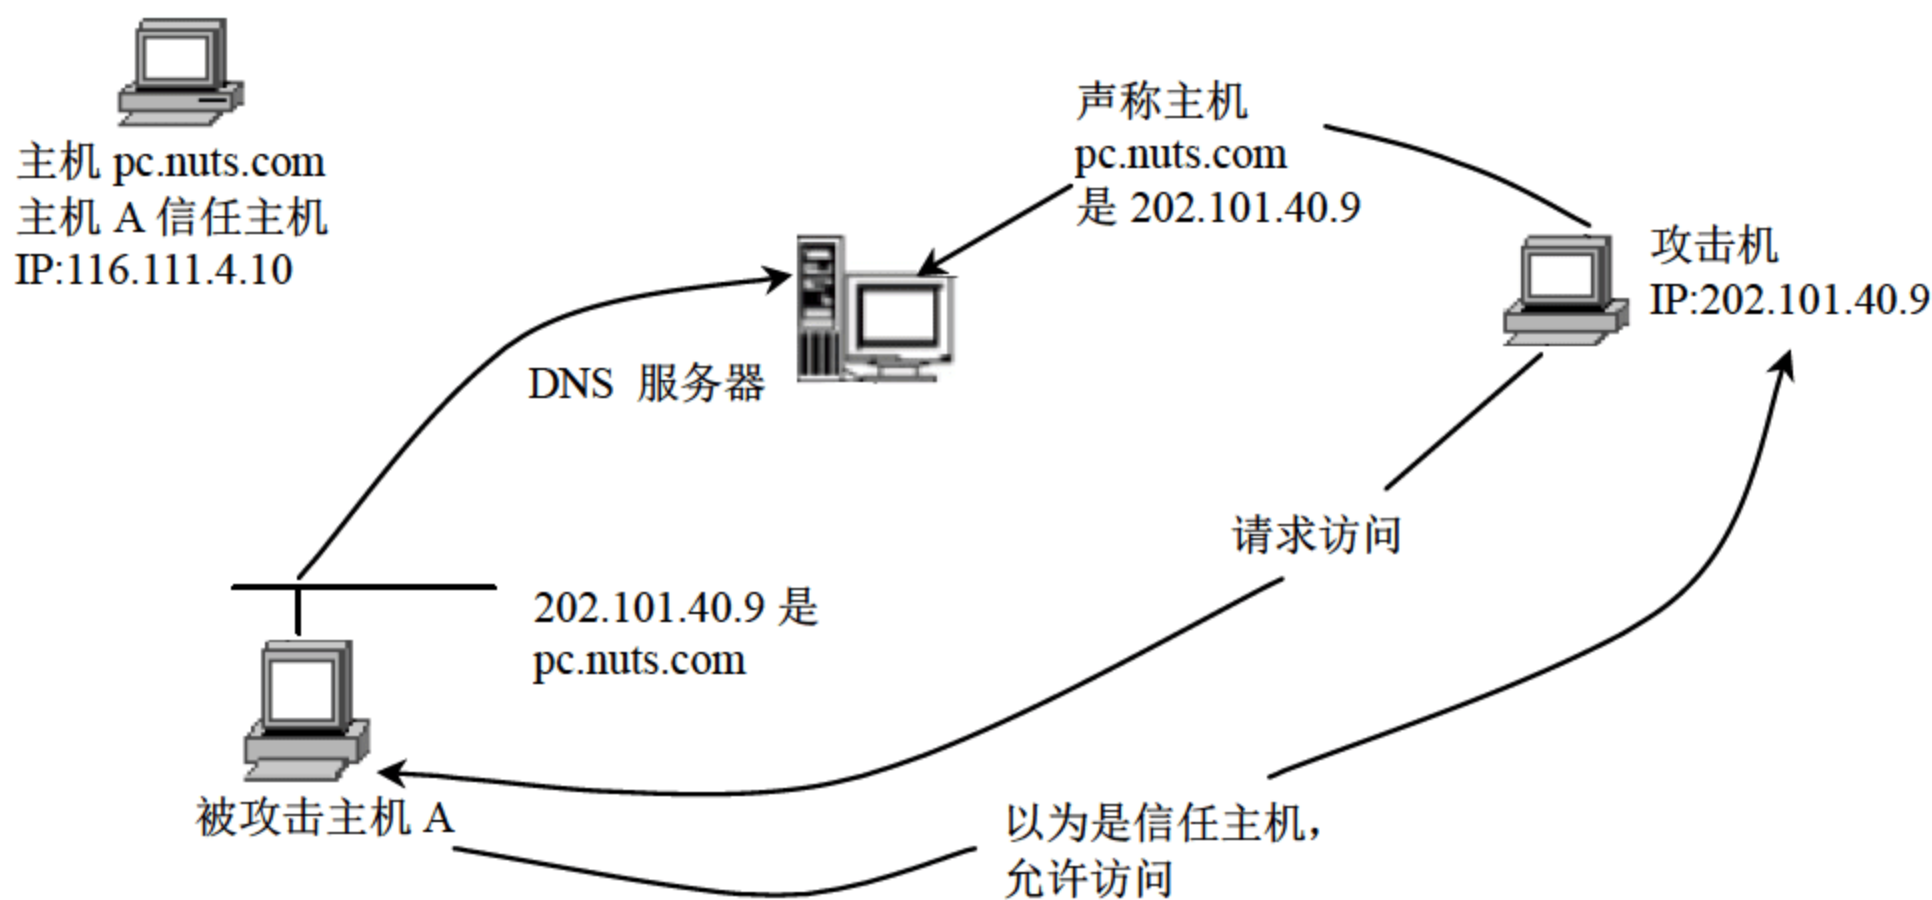 主机 pc.nuts.com
主机 A 信任主机
IP:116.111.4.10
声称主机
pc.nuts.com
是 202.101.40.9
攻击机
IP:202.101.40.9
DNS 服务器
请求访问
202.101.40.9 是
pc.nuts.com
被攻击主机 A
以为是信任主机，
允许访问